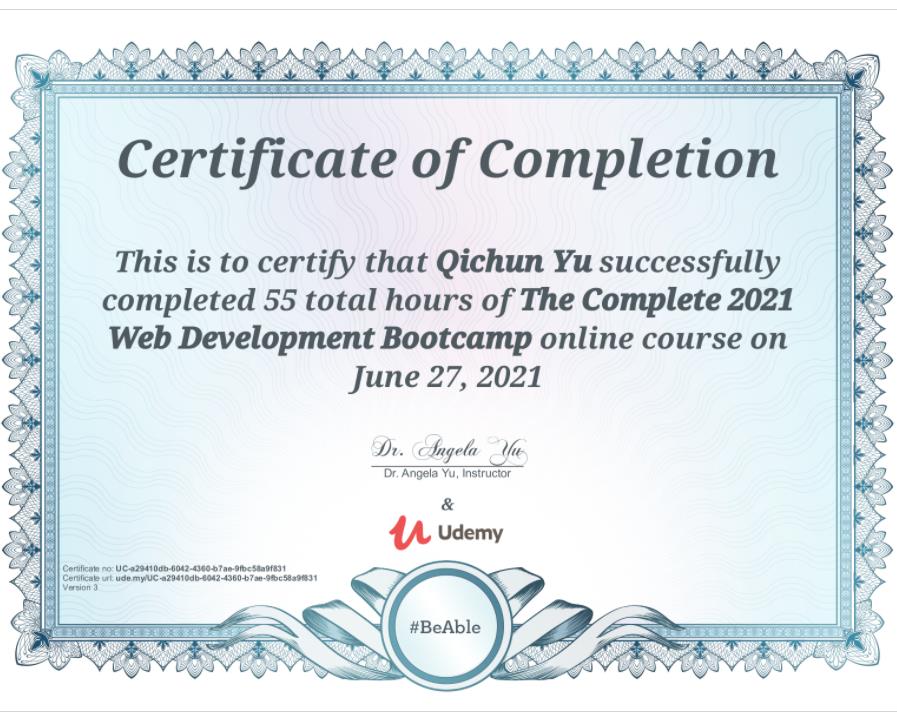 Certificate of Completion
This is to certify that Qichun Yu successfully
completed 55 total hours of The Complete 2021
Web Development Bootcamp online course on
June 27, 2021
Dr. Angela Yu
Dr. Angela Yu, Instructor
&
Udemy
Certificate no: UC-a29410db-6042-4360-b7ae-9fbc58a9f831
Certificate url: ude.my/UC-a29410db-6042-4360-b7ae-9fbc58a9f831
Version 3
#BeAble